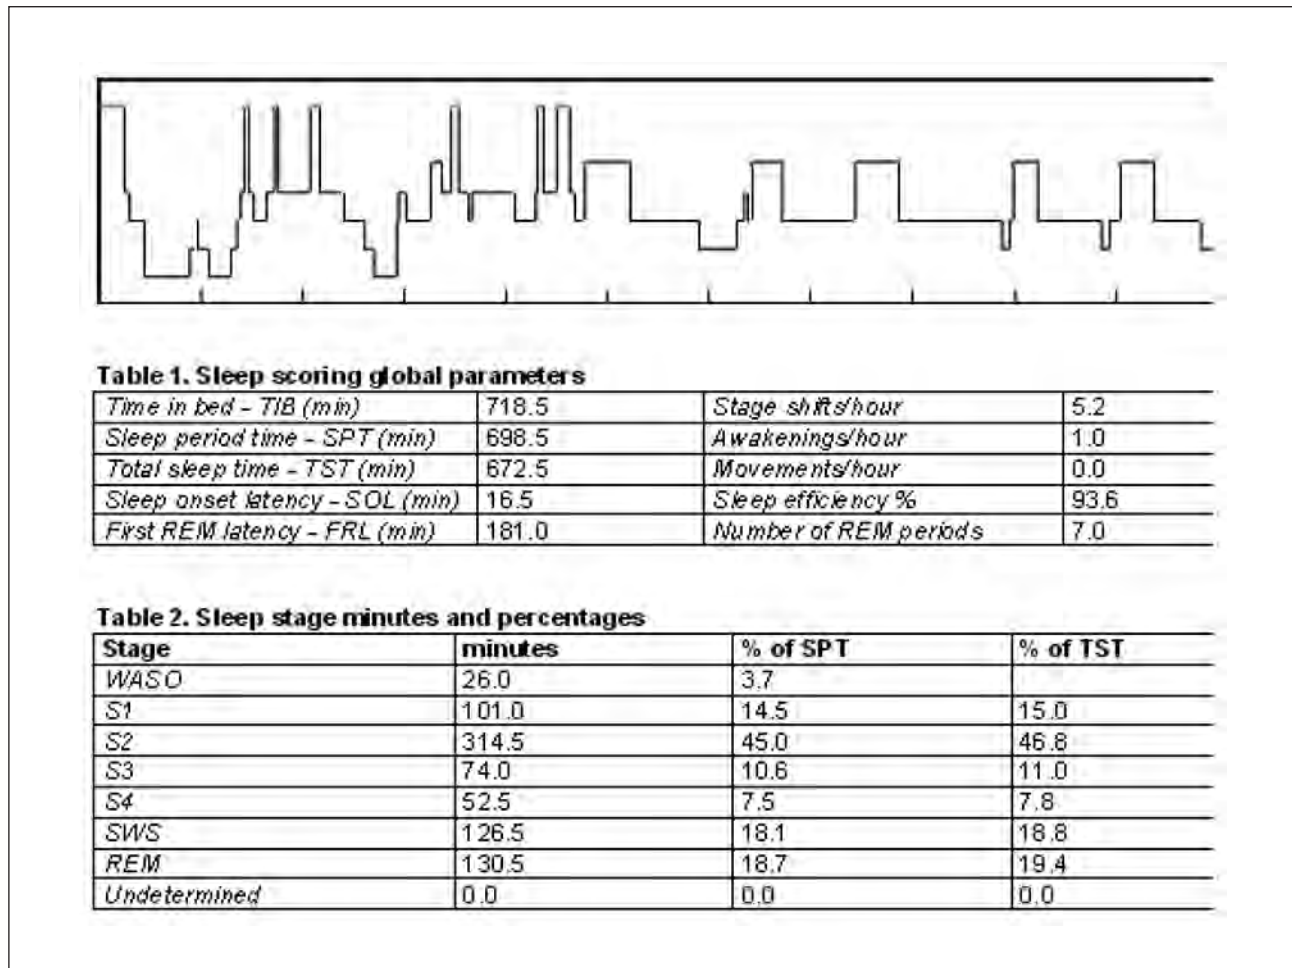 Table 1. Sleep scoring global parameters
Time in bed – TIB (min) 718.5 Stage shifts/hour 5.2
Sleep period time – SPT (min) 698.5 Awakenings/hour 1.0
Total sleep time – TST (min) 672.5 Movements/hour 0.0
Sleep onset latency – SOL (min) 16.5 Sleep efficiency % 93.6
First REM latency – FRL (min) 181.0 Number of REM periods 7.0
Table 2. Sleep stage minutes and percentages
Stage minutes % of SPT % of TST
WASO 26.0 3.7
S1 101.0 14.5 15.0
S2 314.5 45.0 46.8
S3 74.0 10.6 11.0
S4 52.5 7.5 7.8
SWS 126.5 18.1 18.8
REM 130.5 18.7 19.4
Undetermined 0.0 0.0 0.0